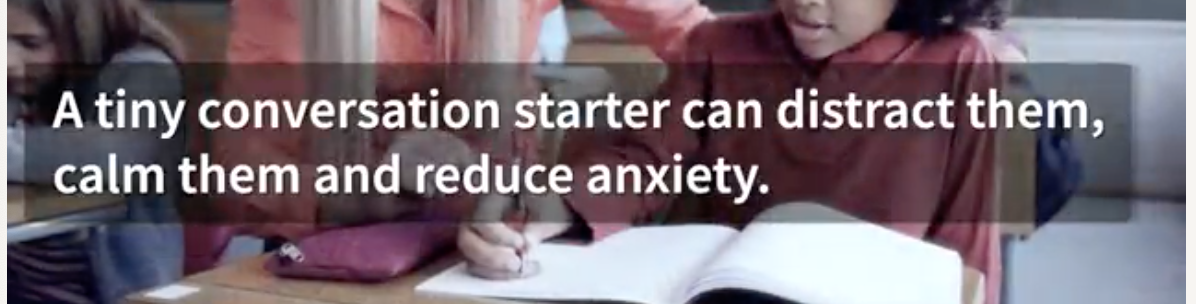 A tiny conversation starter can distract them,
calm them and reduce anxiety.